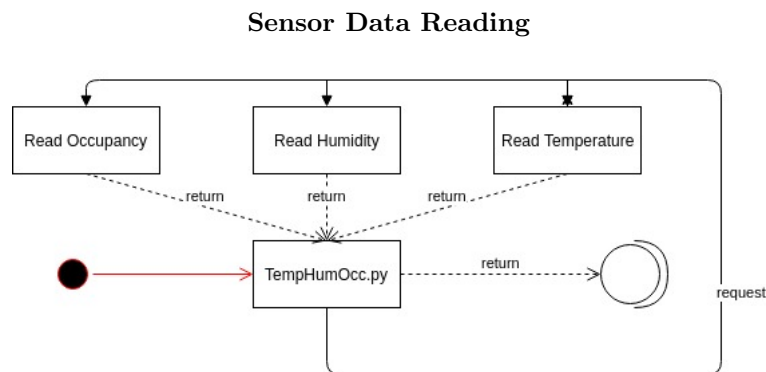 Sensor Data Reading
Read Occupancy
Read Humidity
Read Temperature
return
return
return
TempHumOcc.py
return
request